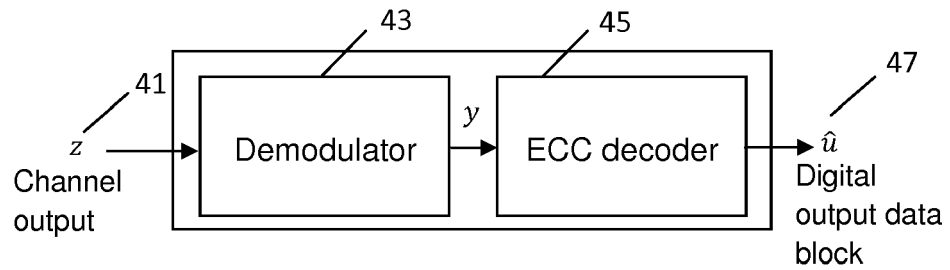 43
45
41
47
z
y
û
Demodulator
ECC decoder
Channel
output
Digital
output data
block